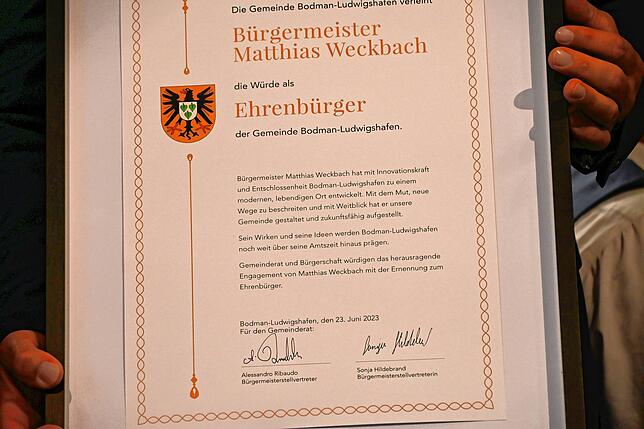 Die Gemeinde Bodman-Ludwigshafen verleiht
Bürgermeister
Matthias Weckbach
die Würde als
Ehrenbürger
der Gemeinde Bodman-Ludwigshafen.
Bürgermeister Matthias Weckbach hat mit Innovationskraft
und Entschlossenheit Bodman-Ludwigshafen zu einem
modernen, lebendigen Ort entwickelt. Mit dem Mut, neue
Wege zu beschreiten und mit Weitblick hat er unsere
Gemeinde gestaltet und zukunftsfähig aufgestellt.
Sein Wirken und seine Ideen werden Bodman-Ludwigshafen
noch weit über seine Amtszeit hinaus prägen.
Gemeinderat und Bürgerschaft würdigen das herausragende
Engagement von Matthias Weckbach mit der Ernennung zum
Ehrenbürger.
Bodman-Ludwigshafen, den 23. Juni 2023
Für den Gemeinderat:
Alessandro Ribaudo
Bürgermeisterstellvertreter
Sonja Hildebrand
Bürgermeisterstellvertreterin